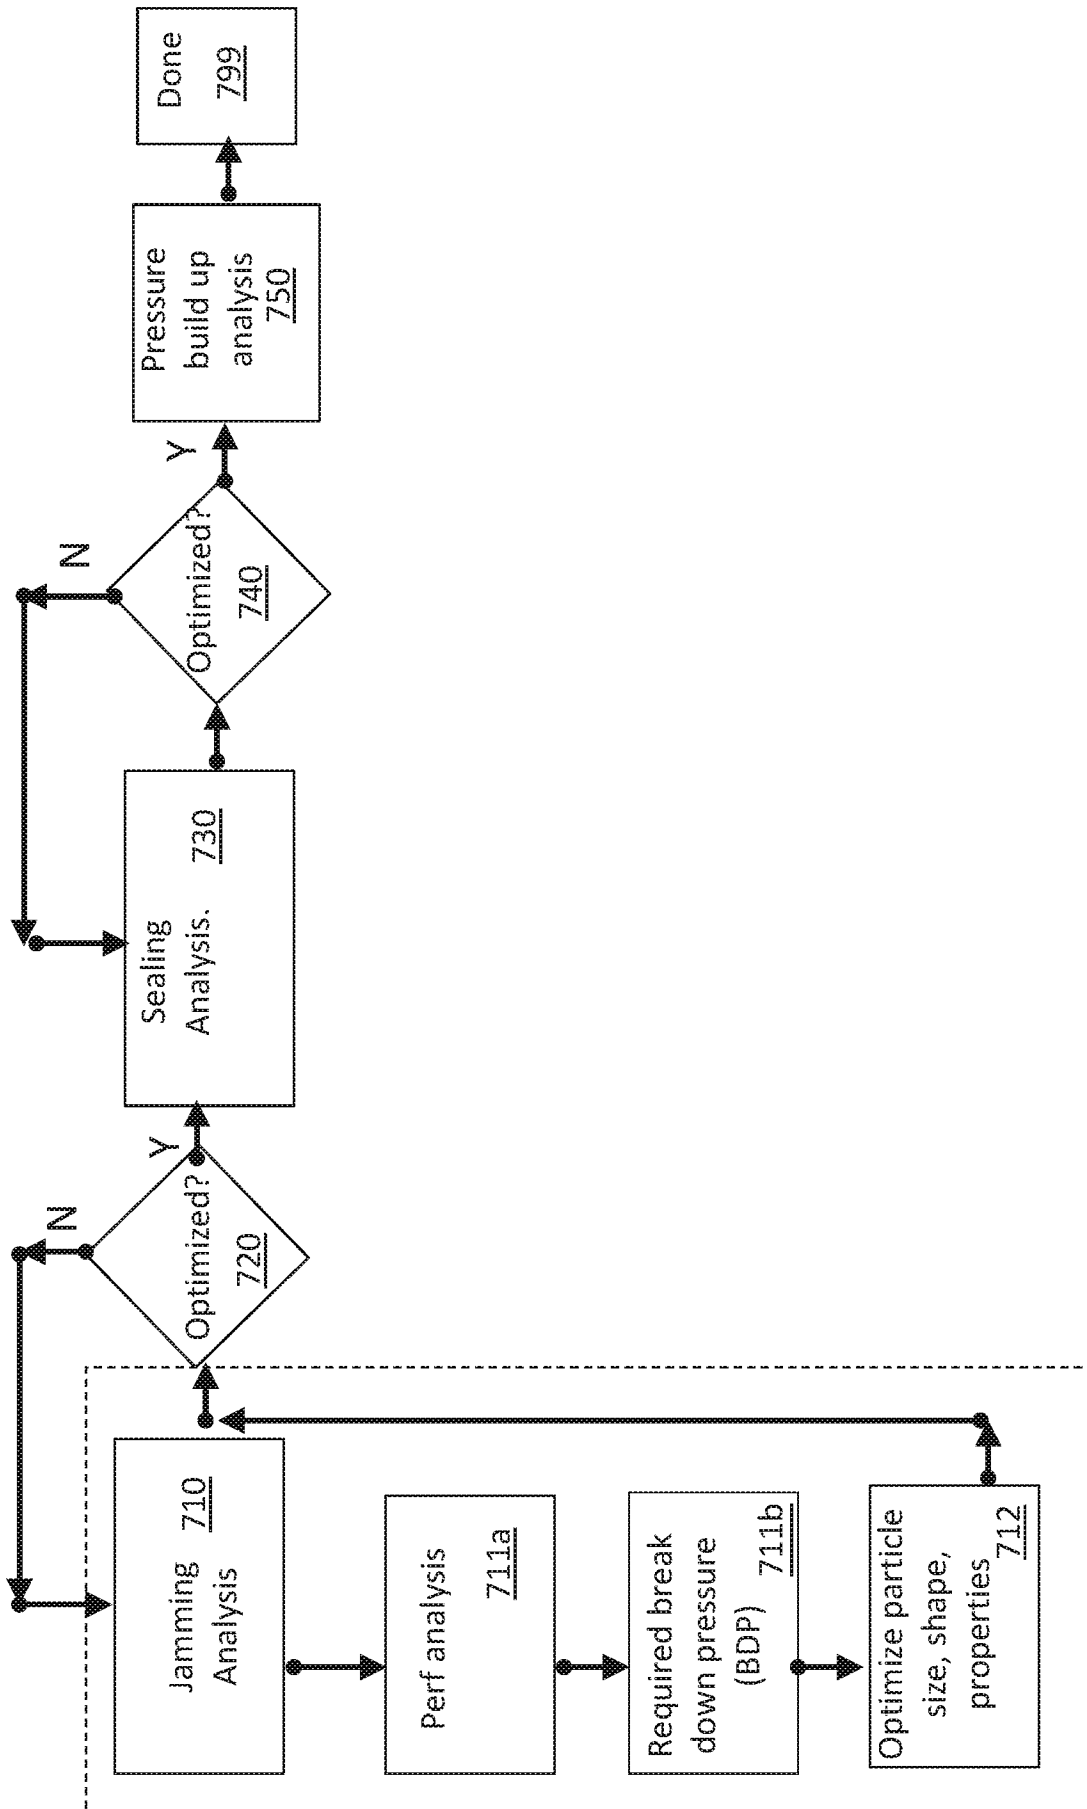 Jamming
Analysis
710
Perf analysis
711a
Required break
down pressure
(BDP)
711b
Optimize particle
size, shape,
properties
712
Optimized?
720
N
Y
Sealing
Analysis.
730
Optimized?
740
N
Y
Pressure
build up
analysis
750
Done
799